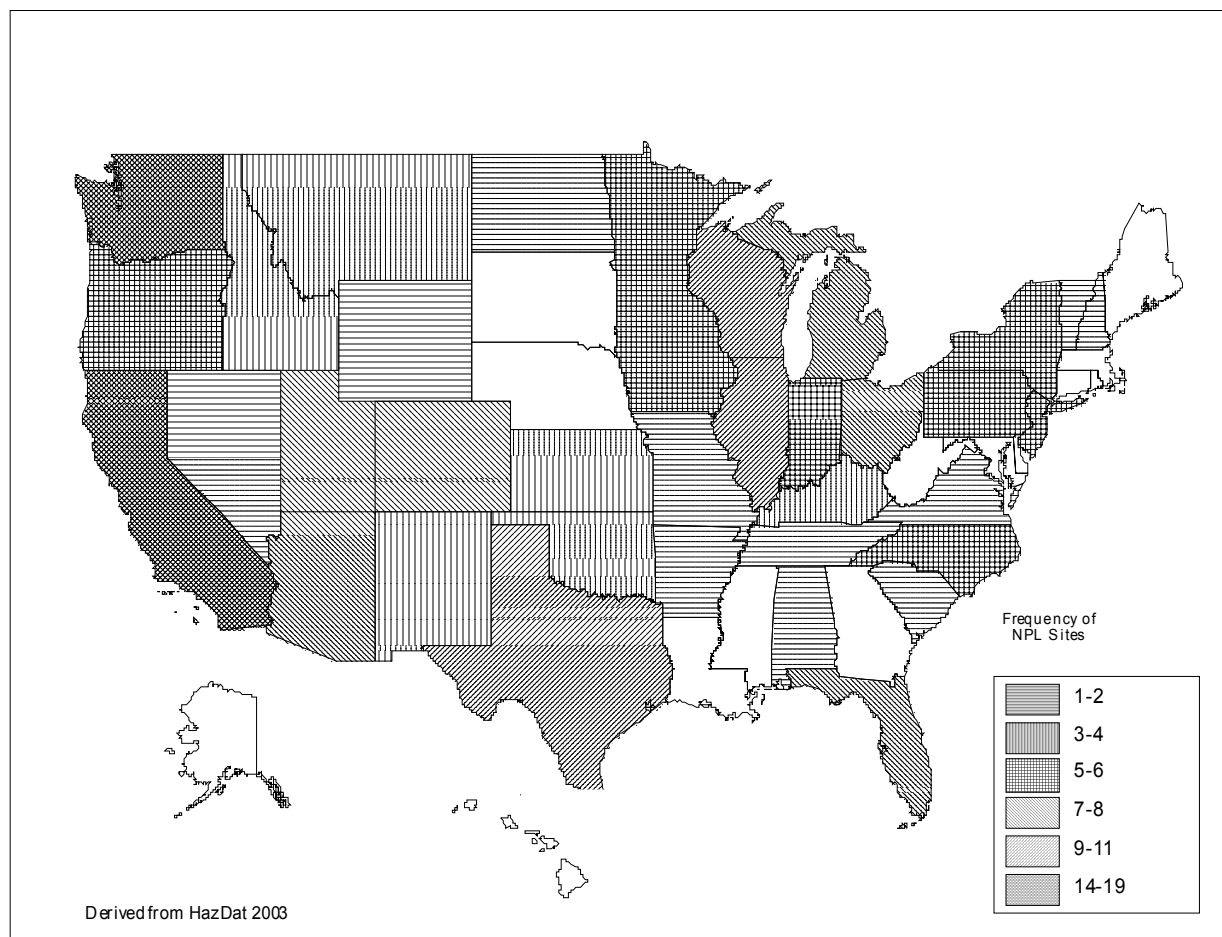 Frequency of
NPL Sites
1-2
3-4
5-6
7-8
9-11
14-19
Derived from HazDat 2003